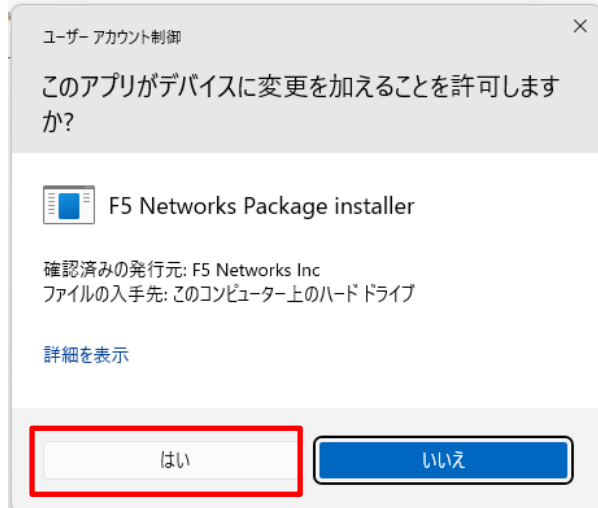 ユーザー アカウント制御
このアプリがデバイスに変更を加えることを許可します
か?
F5 Networks Package installer
確認済みの発行元: F5 Networks Inc
ファイルの入手先: このコンピューター上のハード ドライブ
詳細を表示
はい
いいえ